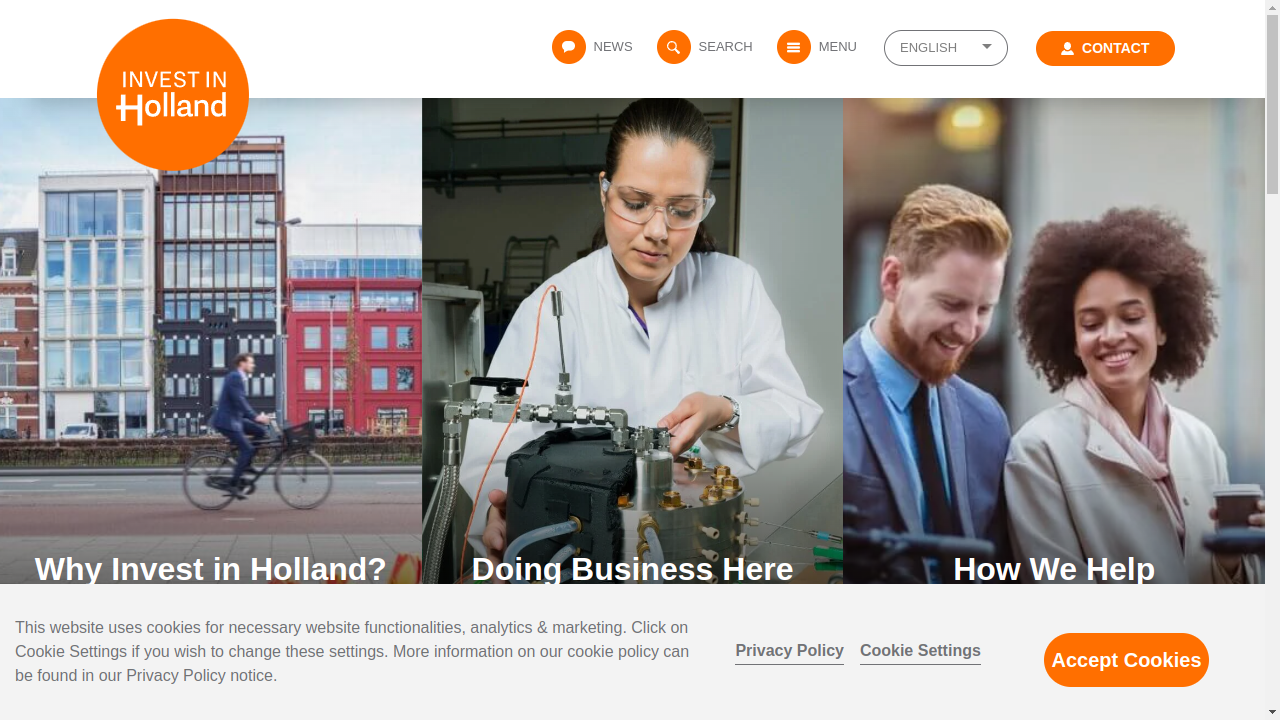 INVEST IN
Holland
NEWS
SEARCH
MENU
ENGLISH
CONTACT
Why Invest in Holland?
Doing Business Here
How We Help
This website uses cookies for necessary website functionalities, analytics & marketing. Click on
Cookie Settings if you wish to change these settings. More information on our cookie policy can
be found in our Privacy Policy notice.
Privacy Policy
Cookie Settings
Accept Cookies